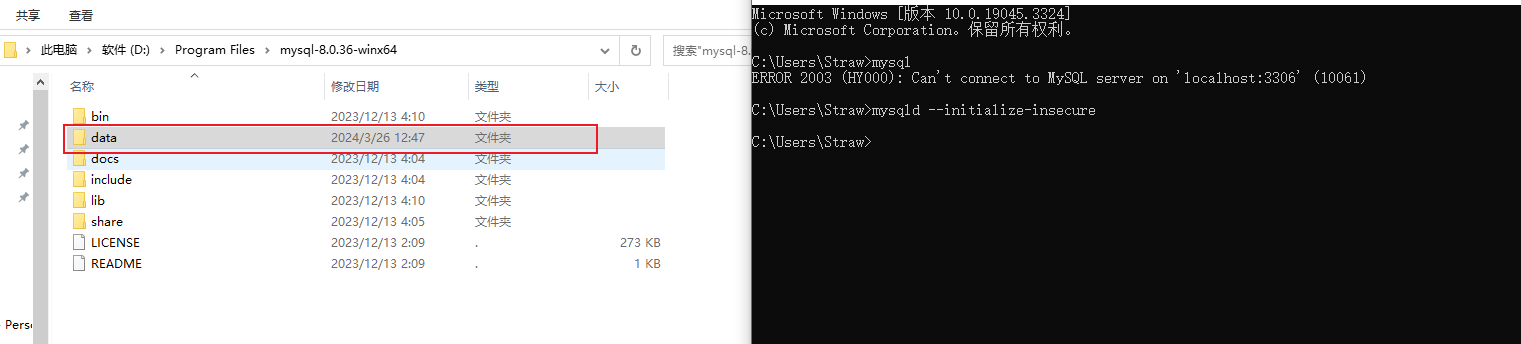 共享 查看
此电脑 软件 (D:) Program Files mysql-8.0.36-winx64
搜索"mysql-8.
名称 修改日期 类型 大小
bin 2023/12/13 4:10 文件夹
data 2024/3/26 12:47 文件夹
docs 2023/12/13 4:04 文件夹
include 2023/12/13 4:04 文件夹
lib 2023/12/13 4:10 文件夹
share 2023/12/13 4:05 文件夹
LICENSE 2023/12/13 2:09 . 273 KB
README 2023/12/13 2:09 . 1 KB
Perso
Microsoft Windows [版本 10.0.19045.3324]
(c) Microsoft Corporation。保留所有权利。
C:\Users\Straw>mysql
ERROR 2003 (HY000): Can't connect to MySQL server on 'localhost:3306' (10061)
C:\Users\Straw>mysqld --initialize-insecure
C:\Users\Straw>